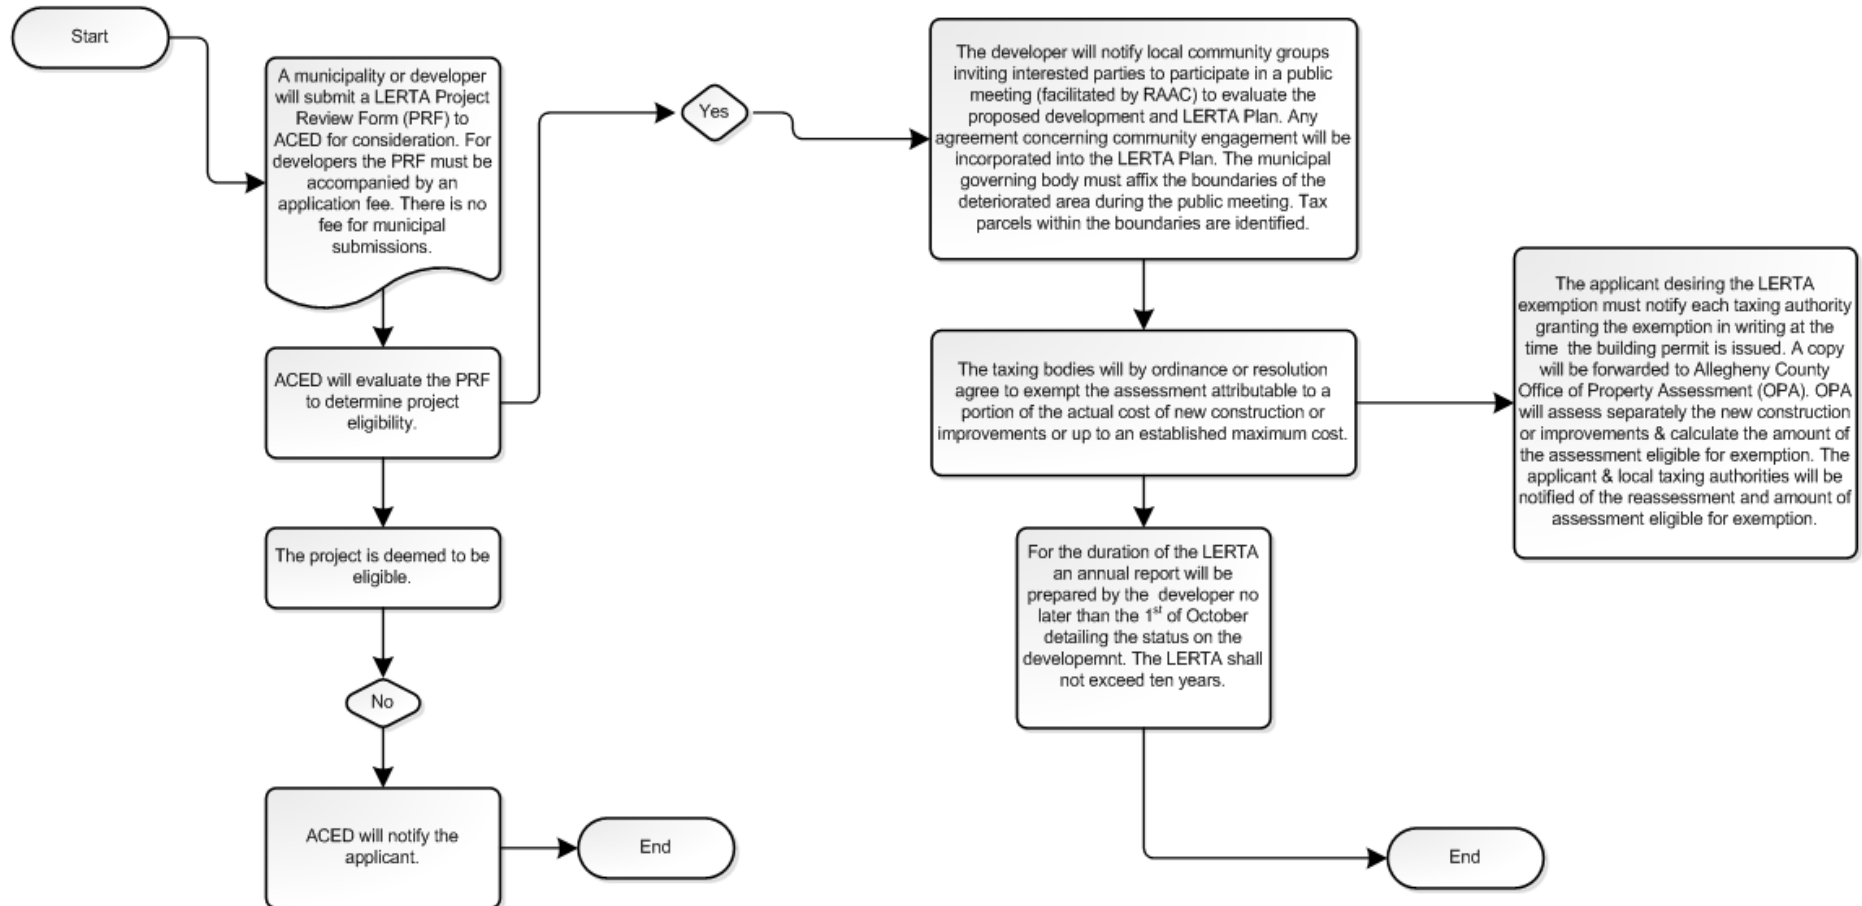 Start
A municipality or developer
will submit a LERTA Project
Review Form (PRF) to
ACED for consideration. For
developers the PRF must be
accompanied by an
application fee. There is no
fee for municipal
submissions.
ACED will evaluate the PRF
to determine project
eligibility.
The project is deemed to be
eligible.
No
ACED will notify the
applicant.
End
Yes
The developer will notify local community groups
inviting interested parties to participate in a public
meeting (facilitated by RAAC) to evaluate the
proposed development and LERTA Plan. Any
agreement concerning community engagement will be
incorporated into the LERTA Plan. The municipal
governing body must affix the boundaries of the
deteriorated area during the public meeting. Tax
parcels within the boundaries are identified.
The taxing bodies will by ordinance or resolution
agree to exempt the assessment attributable to a
portion of the actual cost of new construction or
improvements or up to an established maximum cost.
The applicant desiring the LERTA
exemption must notify each taxing authority
granting the exemption in writing at the
time the building permit is issued. A copy
will be forwarded to Allegheny County
Office of Property Assessment (OPA). OPA
will assess separately the new construction
or improvements & calculate the amount of
the assessment eligible for exemption. The
applicant & local taxing authorities will be
notified of the reassessment and amount of
assessment eligible for exemption.
For the duration of the LERTA
an annual report will be
prepared by the developer no
later than the 1st of October
detailing the status on the
developemnt. The LERTA shall
not exceed ten years.
End